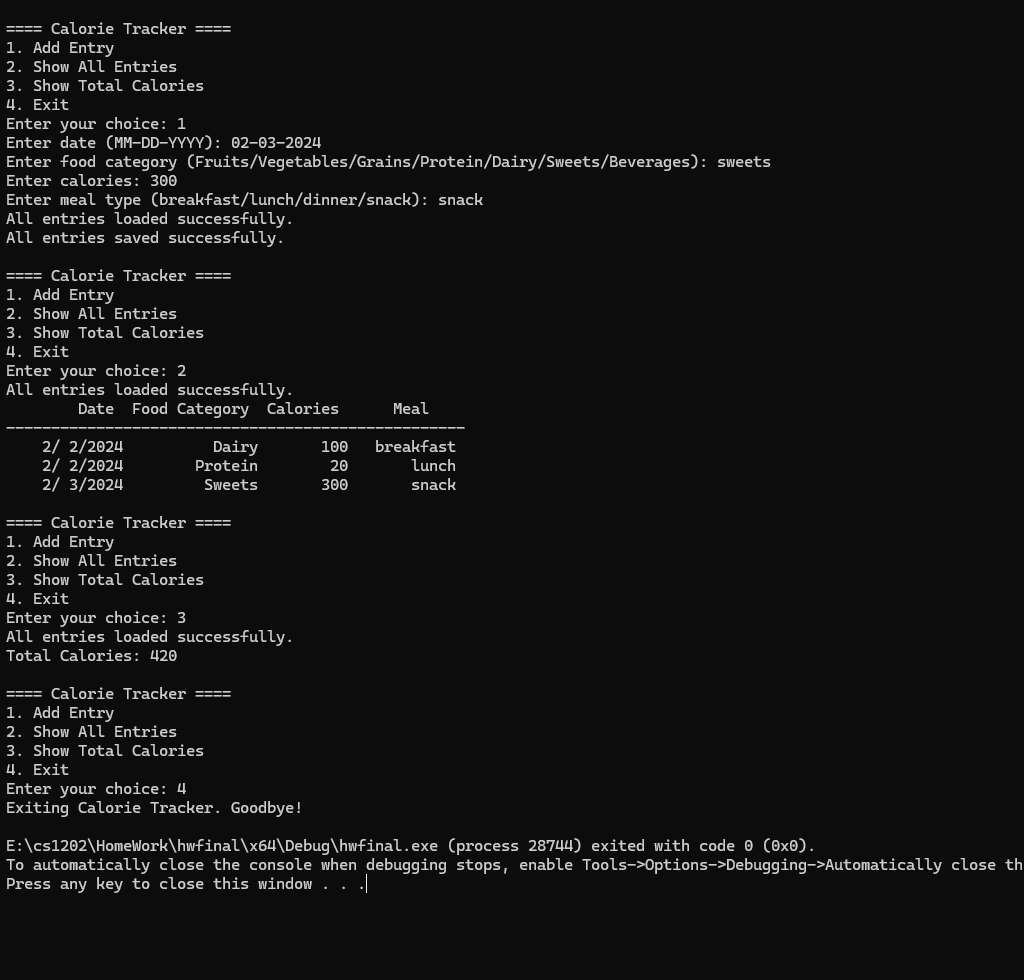 ==== Calorie Tracker ====
1. Add Entry
2. Show All Entries
3. Show Total Calories
4. Exit
Enter your choice: 1
Enter date (MM-DD-YYYY): 02-03-2024
Enter food category (Fruits/Vegetables/Grains/Protein/Dairy/Sweets/Beverages): sweets
Enter calories: 300
Enter meal type (breakfast/lunch/dinner/snack): snack
All entries loaded successfully.
All entries saved successfully.

==== Calorie Tracker ====
1. Add Entry
2. Show All Entries
3. Show Total Calories
4. Exit
Enter your choice: 2
All entries loaded successfully.
        Date  Food Category  Calories      Meal
---------------------------------------------------
    2/ 2/2024          Dairy       100   breakfast
    2/ 2/2024        Protein        20       lunch
    2/ 3/2024         Sweets       300       snack

==== Calorie Tracker ====
1. Add Entry
2. Show All Entries
3. Show Total Calories
4. Exit
Enter your choice: 3
All entries loaded successfully.
Total Calories: 420

==== Calorie Tracker ====
1. Add Entry
2. Show All Entries
3. Show Total Calories
4. Exit
Enter your choice: 4
Exiting Calorie Tracker. Goodbye!

E:\cs1202\HomeWork\hwfinal\x64\Debug\hwfinal.exe (process 28744) exited with code 0 (0x0).
To automatically close the console when debugging stops, enable Tools->Options->Debugging->Automatically close th
Press any key to close this window . . .